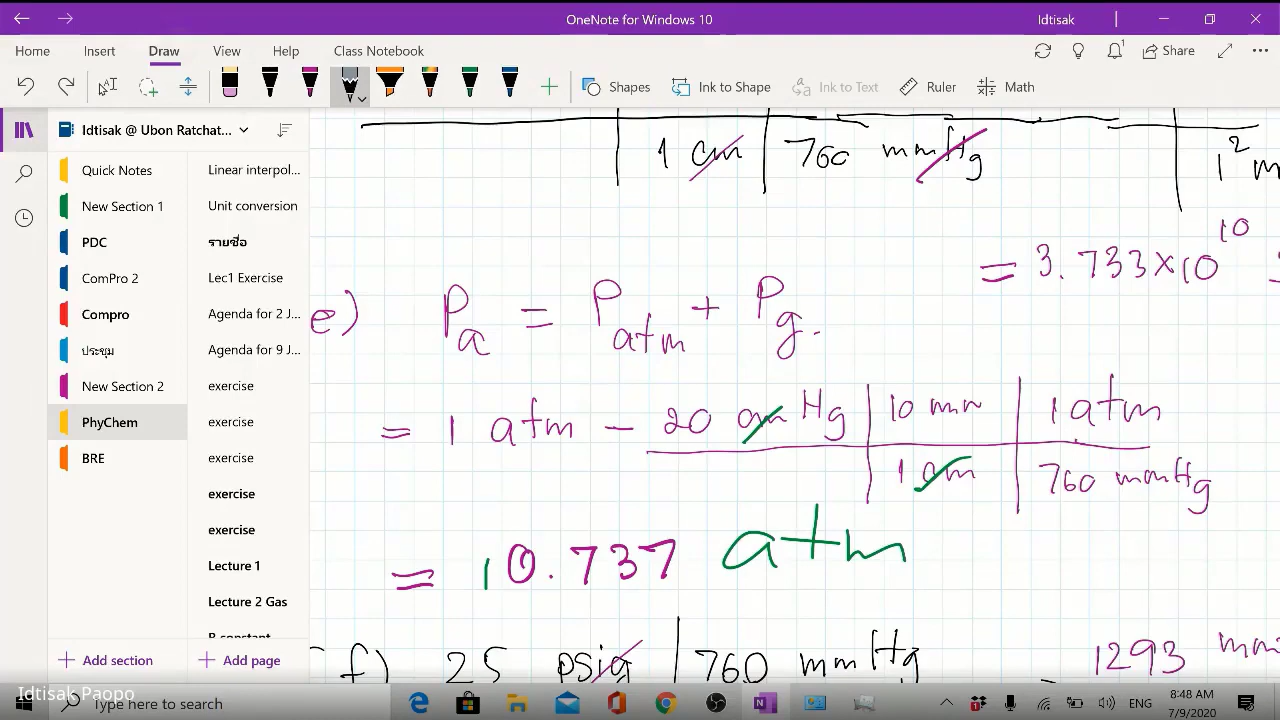 OneNote for Windows 10
Idtisak
Home Insert Draw View Help Class Notebook
Share
Shapes Ink to Shape Ink to Text Ruler Math
Idtisak @ Ubon Ratchat...
Quick Notes
New Section 1
PDC
ComPro 2
Compro
ประชุม
New Section 2
PhyChem
BRE
Add section
Linear interpol...
Unit conversion
รายชื่อ
Lec1 Exercise
Agenda for 2 J...
Agenda for 9 J...
exercise
exercise
exercise
exercise
exercise
Lecture 1
Lecture 2 Gas
R constant
Add page
1 cm | 760 mmHg | 1² m
= 3.733×10¹⁰
e) Pa = Patm + Pg.
= 1 atm − 20 cm Hg | 10 mm | 1 atm
1 cm | 760 mmHg
= 10.737 atm
f) 25 psig | 760 mmHg
1293 mm
Idtisak Paopo
Type here to search
ENG
8:48 AM
7/9/2020